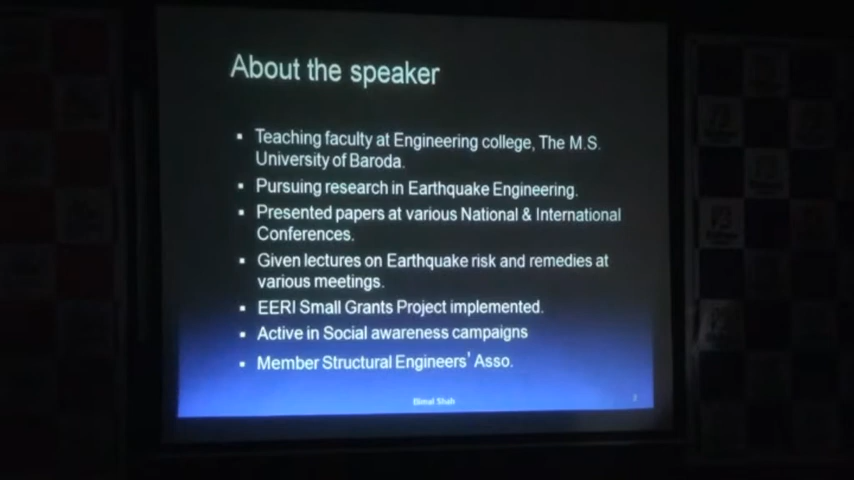 About the speaker
▪ Teaching faculty at Engineering college, The M.S.
University of Baroda.
▪ Pursuing research in Earthquake Engineering.
▪ Presented papers at various National & International
Conferences.
▪ Given lectures on Earthquake risk and remedies at
various meetings.
▪ EERI Small Grants Project implemented.
▪ Active in Social awareness campaigns
▪ Member Structural Engineers' Asso.
Bimal Shah 2